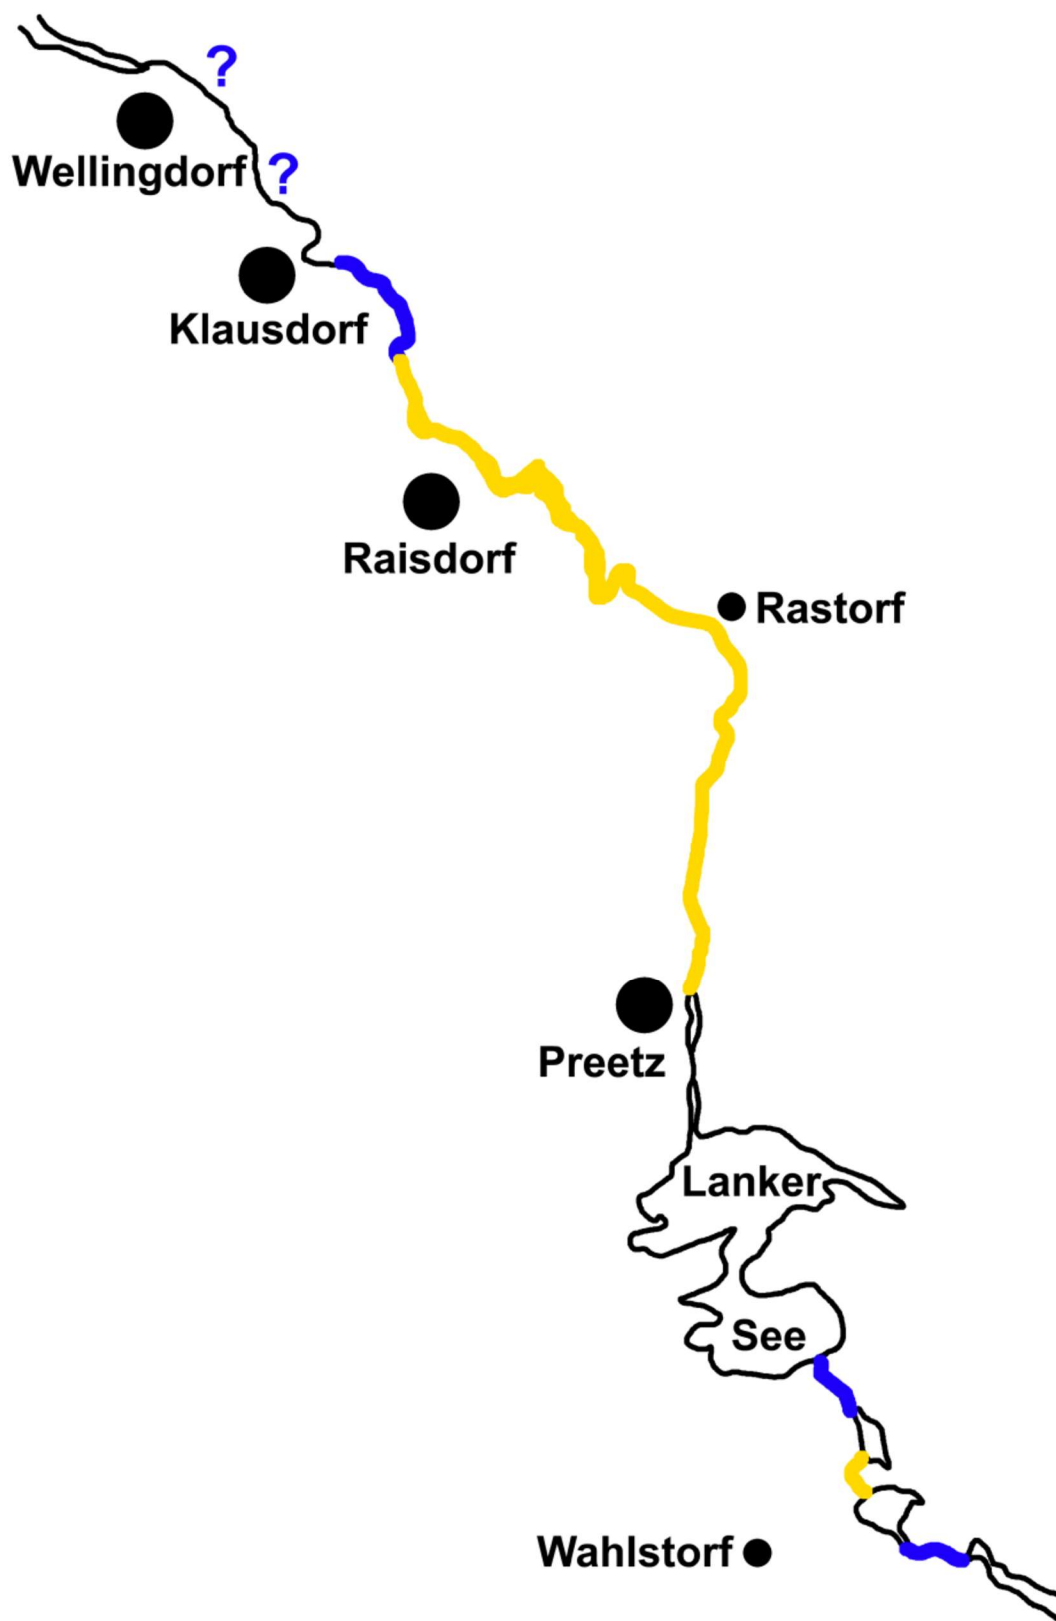 ?
Wellingdorf
?
Klausdorf
Raisdorf
Rastorf
Preetz
Lanker
See
Wahlstorf